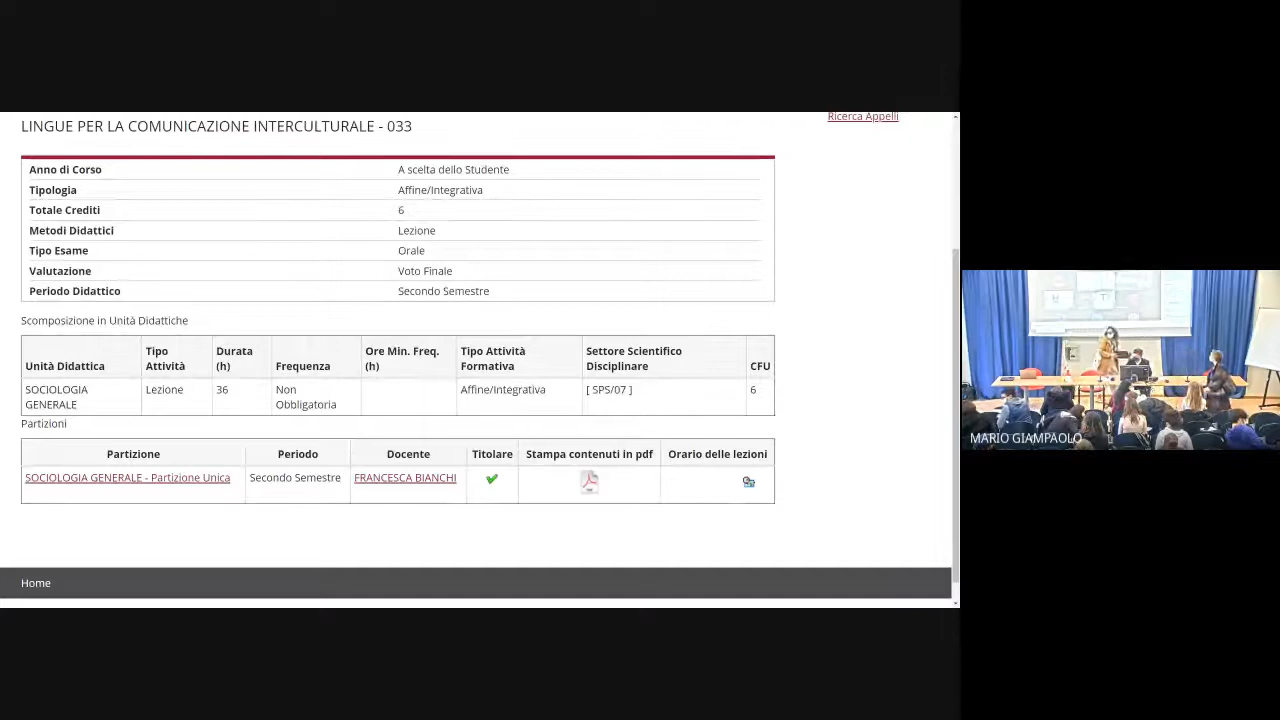 Ricerca Appelli
LINGUE PER LA COMUNICAZIONE INTERCULTURALE - 033
Anno di Corso A scelta dello Studente
Tipologia Affine/Integrativa
Totale Crediti 6
Metodi Didattici Lezione
Tipo Esame Orale
Valutazione Voto Finale
Periodo Didattico Secondo Semestre
Scomposizione in Unità Didattiche
Unità Didattica Tipo Attività Durata (h) Frequenza Ore Min. Freq. (h) Tipo Attività Formativa Settore Scientifico Disciplinare CFU
SOCIOLOGIA GENERALE Lezione 36 Non Obbligatoria Affine/Integrativa [ SPS/07 ] 6
Partizioni
Partizione Periodo Docente Titolare Stampa contenuti in pdf Orario delle lezioni
SOCIOLOGIA GENERALE - Partizione Unica Secondo Semestre FRANCESCA BIANCHI
Home
MARIO GIAMPAOLO